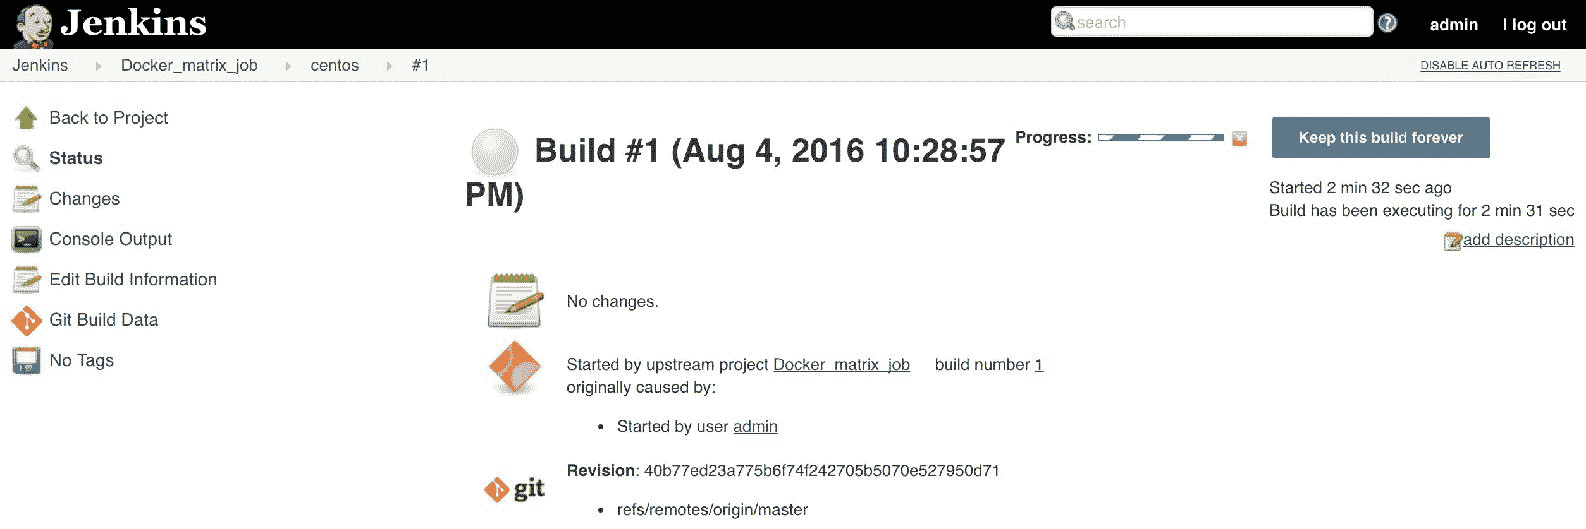 Jenkins
search
admin
log out
Jenkins Docker_matrix_job centos #1
DISABLE AUTO REFRESH
Back to Project
Status
Changes
Console Output
Edit Build Information
Git Build Data
No Tags
Build #1 (Aug 4, 2016 10:28:57
PM)
Progress:
Keep this build forever
Started 2 min 32 sec ago
Build has been executing for 2 min 31 sec
add description
No changes.
Started by upstream project Docker_matrix_job build number 1
originally caused by:
• Started by user admin
git
Revision: 40b77ed23a775b6f74f242705b5070e527950d71
• refs/remotes/origin/master